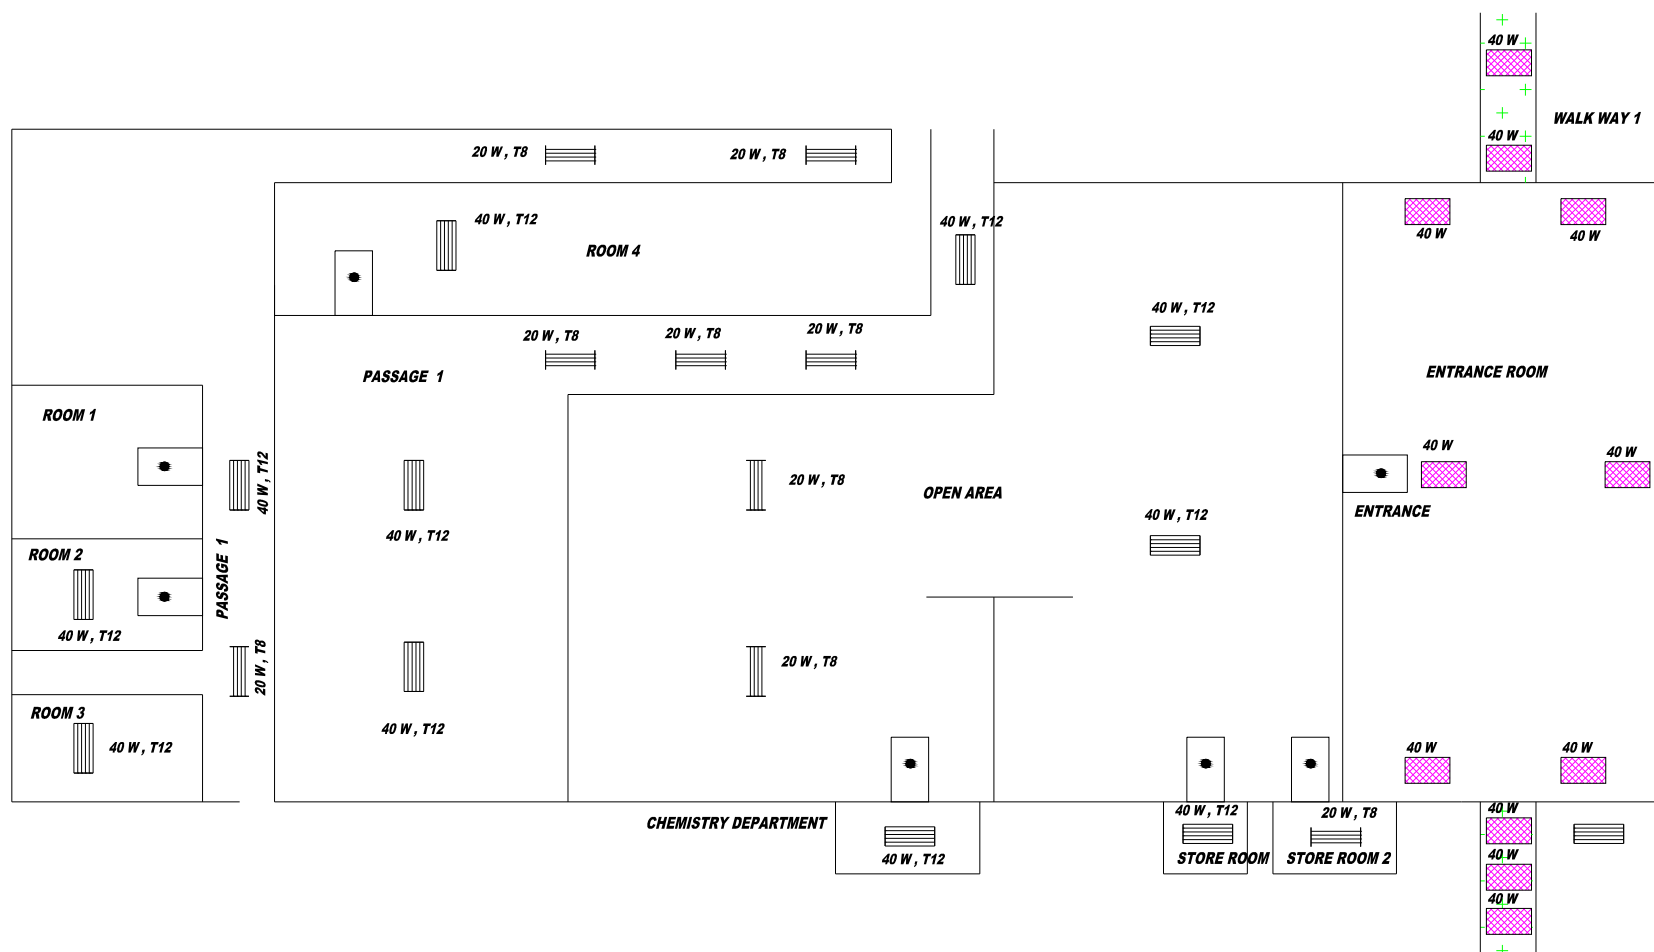 40 W
WALK WAY 1
40 W
20 W , T8
20 W , T8
40 W , T12
40 W , T12
40 W
40 W
ROOM 4
40 W , T12
20 W , T8
20 W , T8
20 W , T8
PASSAGE 1
ENTRANCE ROOM
ROOM 1
40 W
40 W
40 W , T12
20 W , T8
OPEN AREA
ENTRANCE
40 W , T12
40 W , T12
ROOM 2
PASSAGE 1
40 W , T12
20 W , T8
20 W , T8
ROOM 3
40 W , T12
40 W , T12
40 W
40 W
CHEMISTRY DEPARTMENT
40 W , T12
20 W , T8
40 W
40 W , T12
STORE ROOM
STORE ROOM 2
40 W
40 W